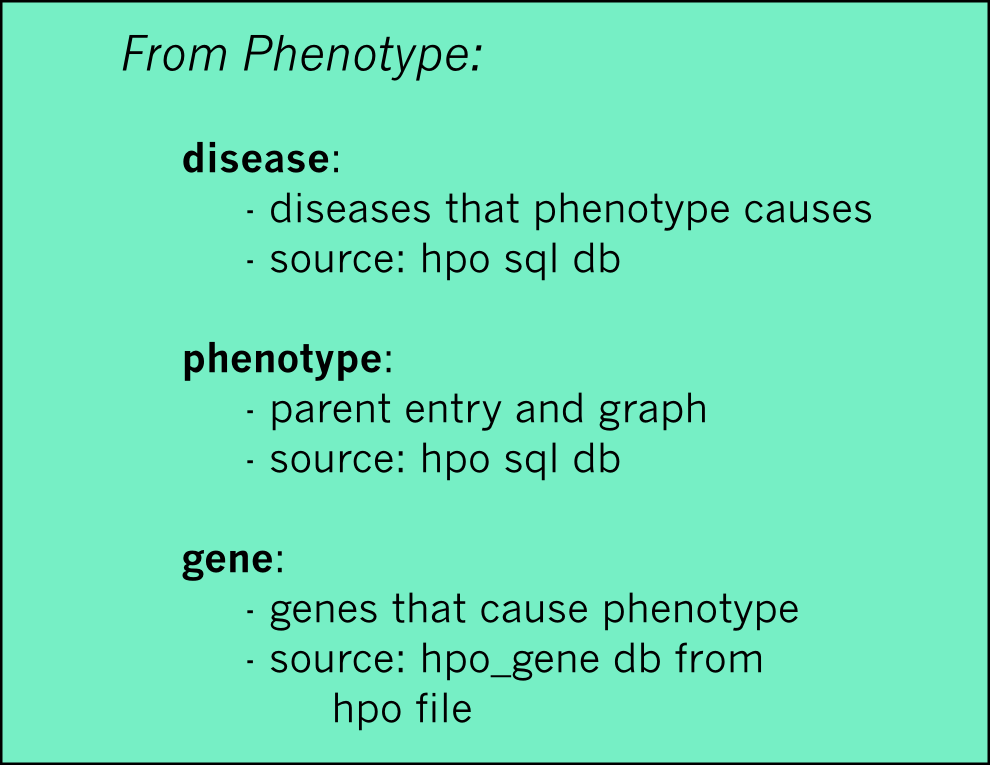 From Phenotype:
disease:
- diseases that phenotype causes
- source: hpo sql db
phenotype:
- parent entry and graph
- source: hpo sql db
gene:
- genes that cause phenotype
- source: hpo_gene db from
hpo file